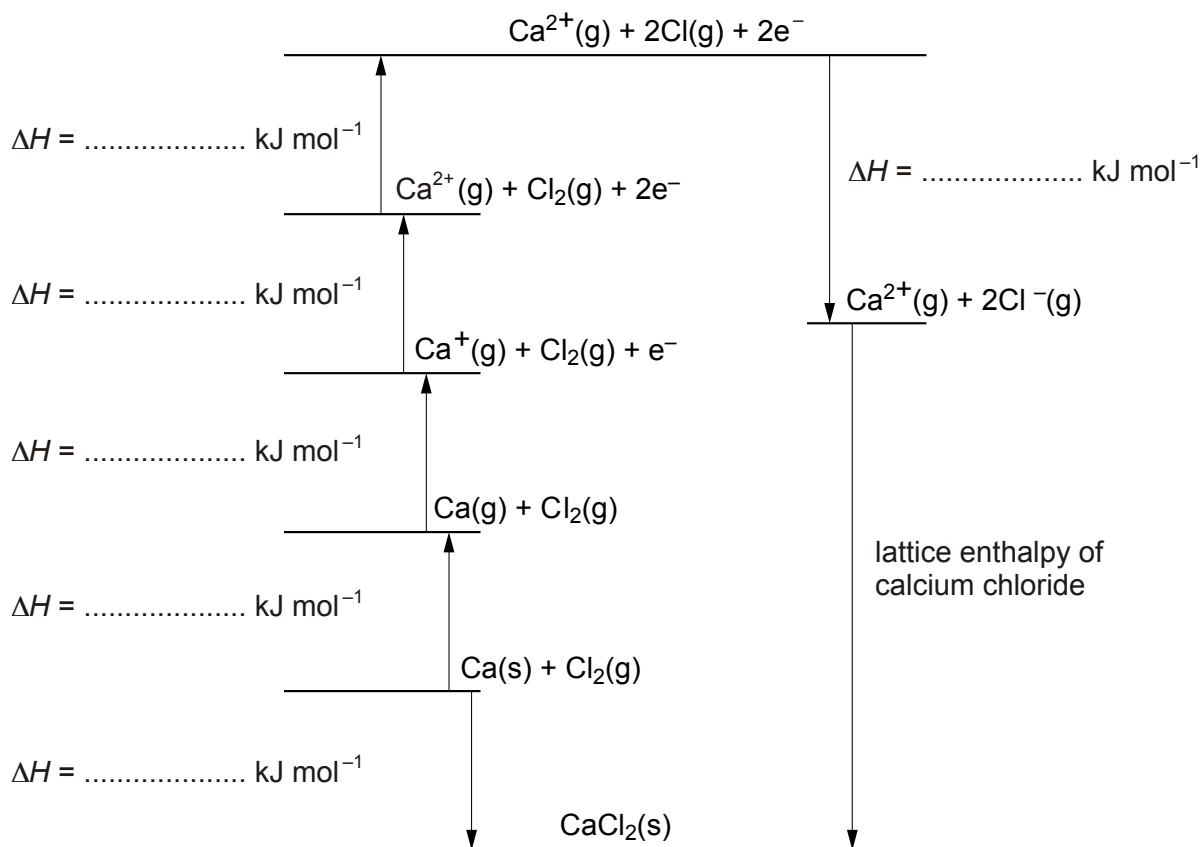 Ca²⁺(g) + 2Cl(g) + 2e⁻
ΔH = ..................... kJ mol⁻¹
ΔH = ..................... kJ mol⁻¹
Ca²⁺(g) + Cl₂(g) + 2e⁻
ΔH = ..................... kJ mol⁻¹
Ca²⁺(g) + 2Cl⁻(g)
Ca⁺(g) + Cl₂(g) + e⁻
ΔH = ..................... kJ mol⁻¹
Ca(g) + Cl₂(g)
lattice enthalpy of
calcium chloride
ΔH = ..................... kJ mol⁻¹
Ca(s) + Cl₂(g)
ΔH = ..................... kJ mol⁻¹
CaCl₂(s)